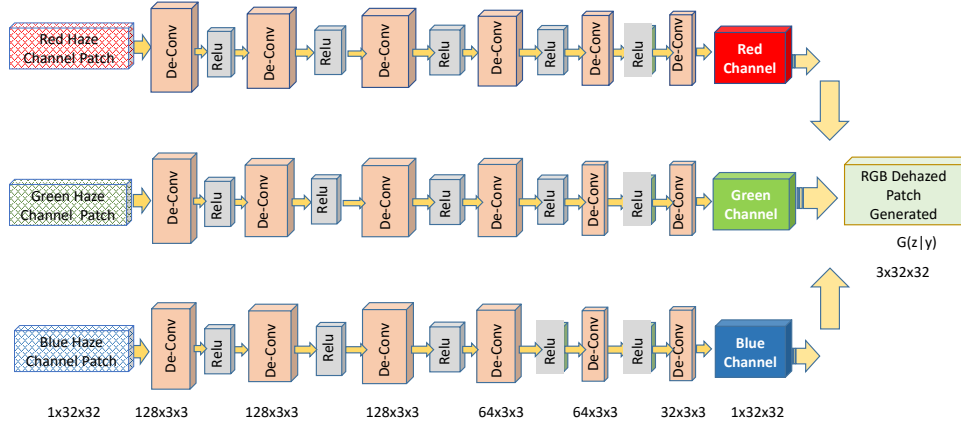 Red Haze
Channel Patch
De-Conv
Relu
De-Conv
Relu
De-Conv
Relu
De-Conv
Relu
De-Conv
Relu
De-Conv
Red
Channel
Green Haze
Channel Patch
De-Conv
Relu
De-Conv
Relu
De-Conv
Relu
De-Conv
Relu
De-Conv
Relu
De-Conv
Green
Channel
RGB Dehazed
Patch
Generated
G(z|y)
3x32x32
Blue Haze
Channel Patch
De-Conv
Relu
De-Conv
Relu
De-Conv
Relu
De-Conv
Relu
De-Conv
Relu
De-Conv
Blue
Channel
1x32x32
128x3x3
128x3x3
128x3x3
64x3x3
64x3x3
32x3x3
1x32x32